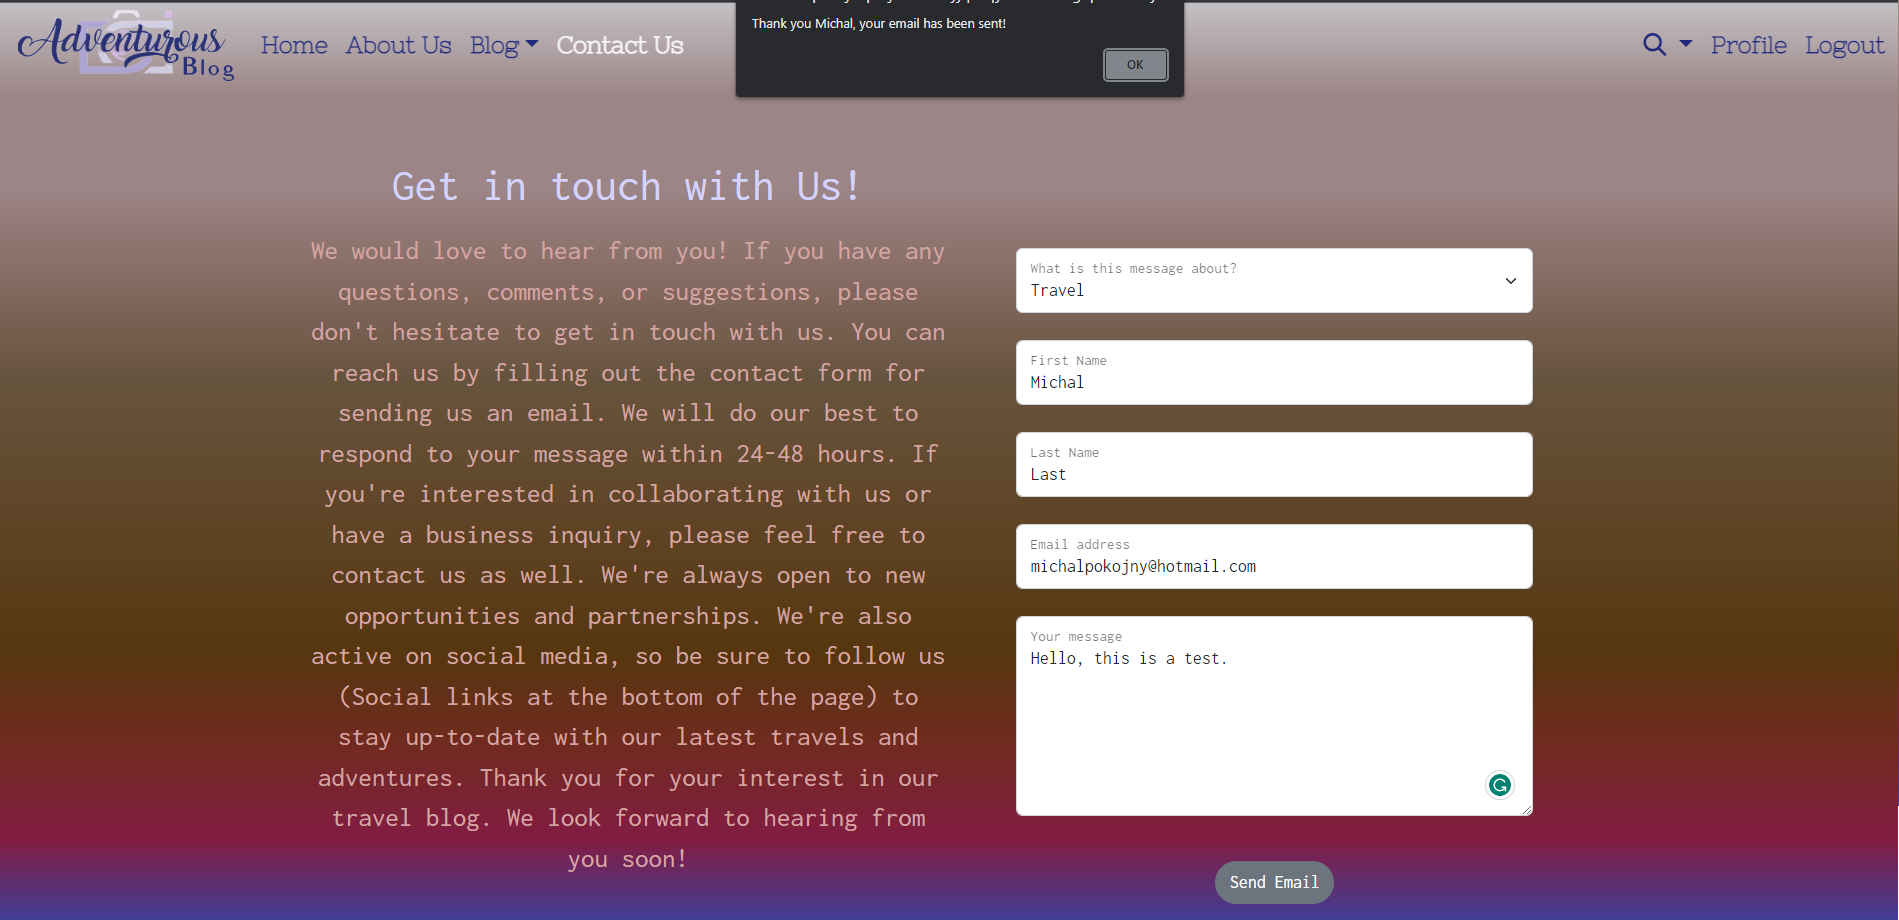 Thank you Michal, your email has been sent!
OK
Adventurous
Blog
Home About Us Blog Contact Us
Profile Logout
Get in touch with Us!
We would love to hear from you! If you have any
questions, comments, or suggestions, please
don't hesitate to get in touch with us. You can
reach us by filling out the contact form for
sending us an email. We will do our best to
respond to your message within 24-48 hours. If
you're interested in collaborating with us or
have a business inquiry, please feel free to
contact us as well. We're always open to new
opportunities and partnerships. We're also
active on social media, so be sure to follow us
(Social links at the bottom of the page) to
stay up-to-date with our latest travels and
adventures. Thank you for your interest in our
travel blog. We look forward to hearing from
you soon!
What is this message about?
Travel
First Name
Michal
Last Name
Last
Email address
michalpokojny@hotmail.com
Your message
Hello, this is a test.
Send Email